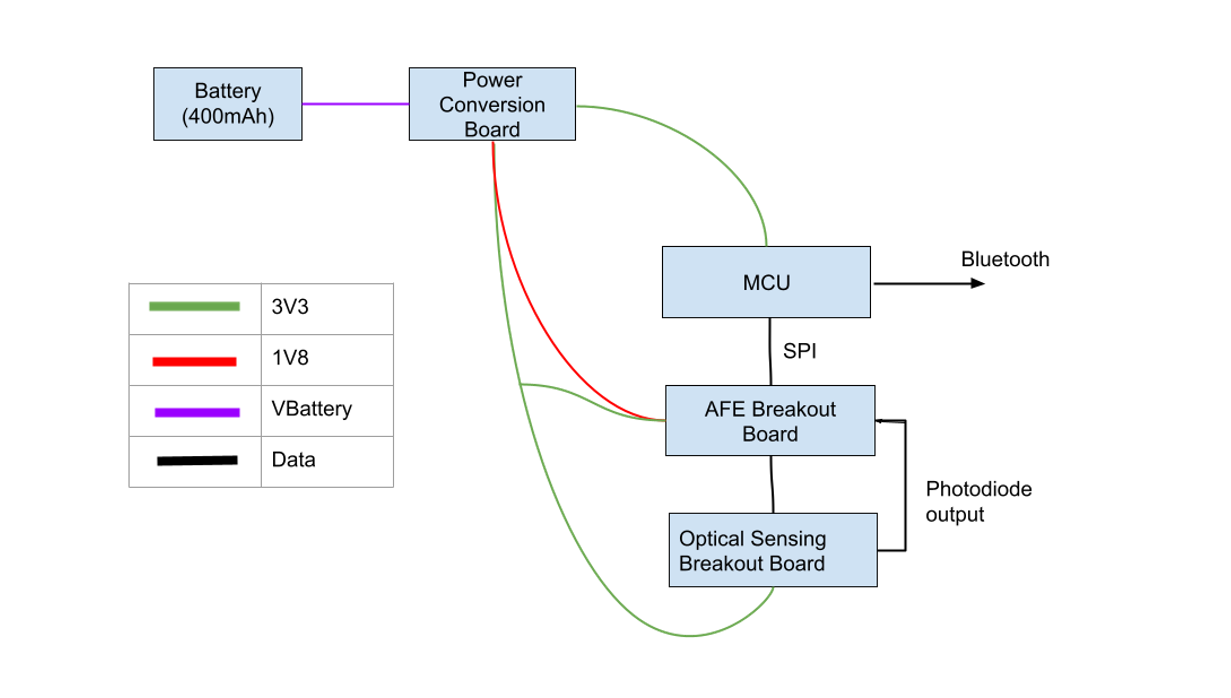 Battery
(400mAh)
Power
Conversion
Board
MCU
Bluetooth
SPI
3V3
1V8
VBattery
Data
AFE Breakout
Board
Photodiode
output
Optical Sensing
Breakout Board